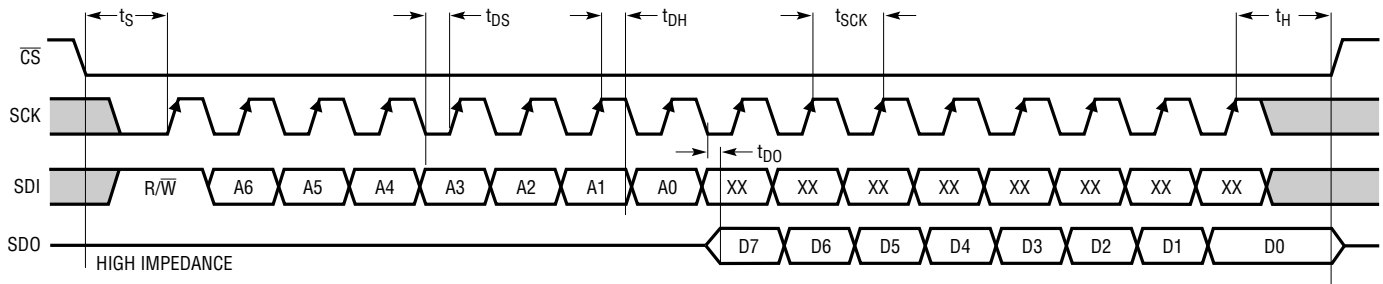 tS tDS tDH tSCK tH
CS
SCK
tDO
SDI R/W A6 A5 A4 A3 A2 A1 A0 XX XX XX XX XX XX XX XX
SDO D7 D6 D5 D4 D3 D2 D1 D0
HIGH IMPEDANCE